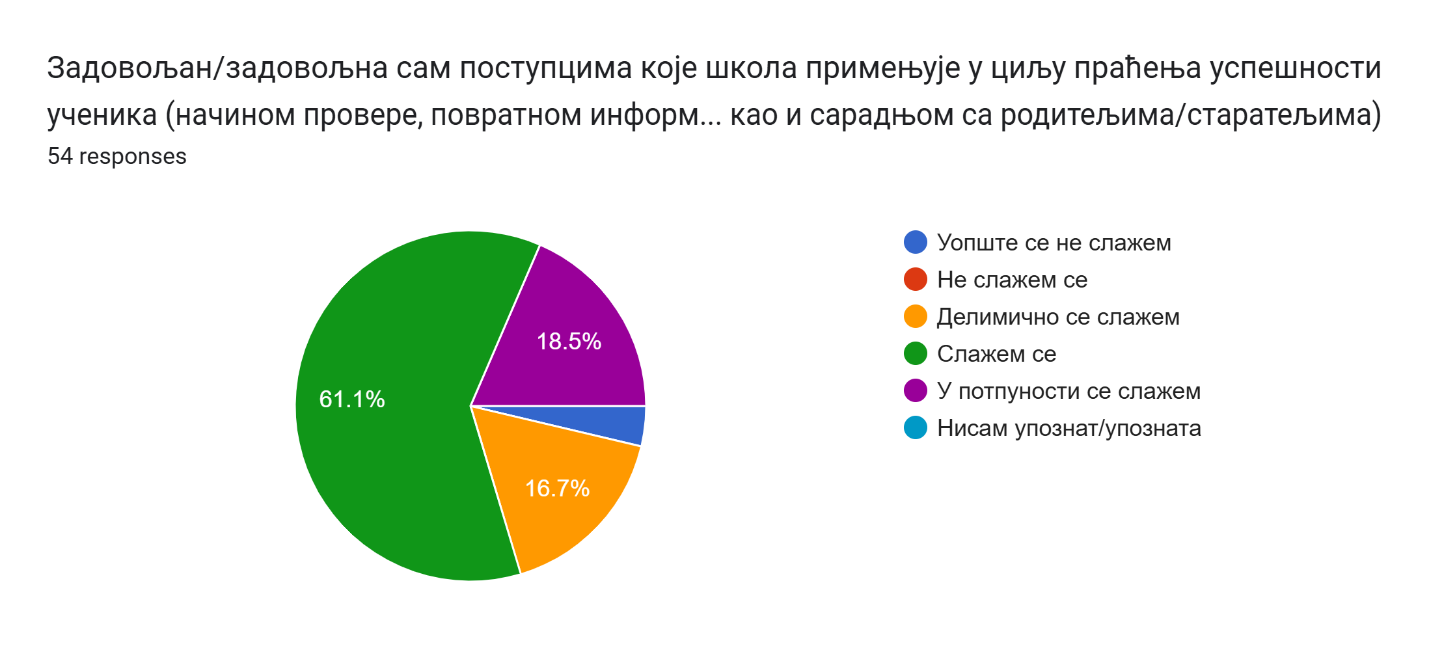 Задовољан/задовољна сам поступцима које школа примењује у циљу праћења успешности
ученика (начином провере, повратном информ... као и сарадњом са родитељима/старатељима)
54 responses
Уопште се не слажем
Не слажем се
Делимично се слажем
Слажем се
У потпуности се слажем
Нисам упознат/упозната
18.5%
61.1%
16.7%